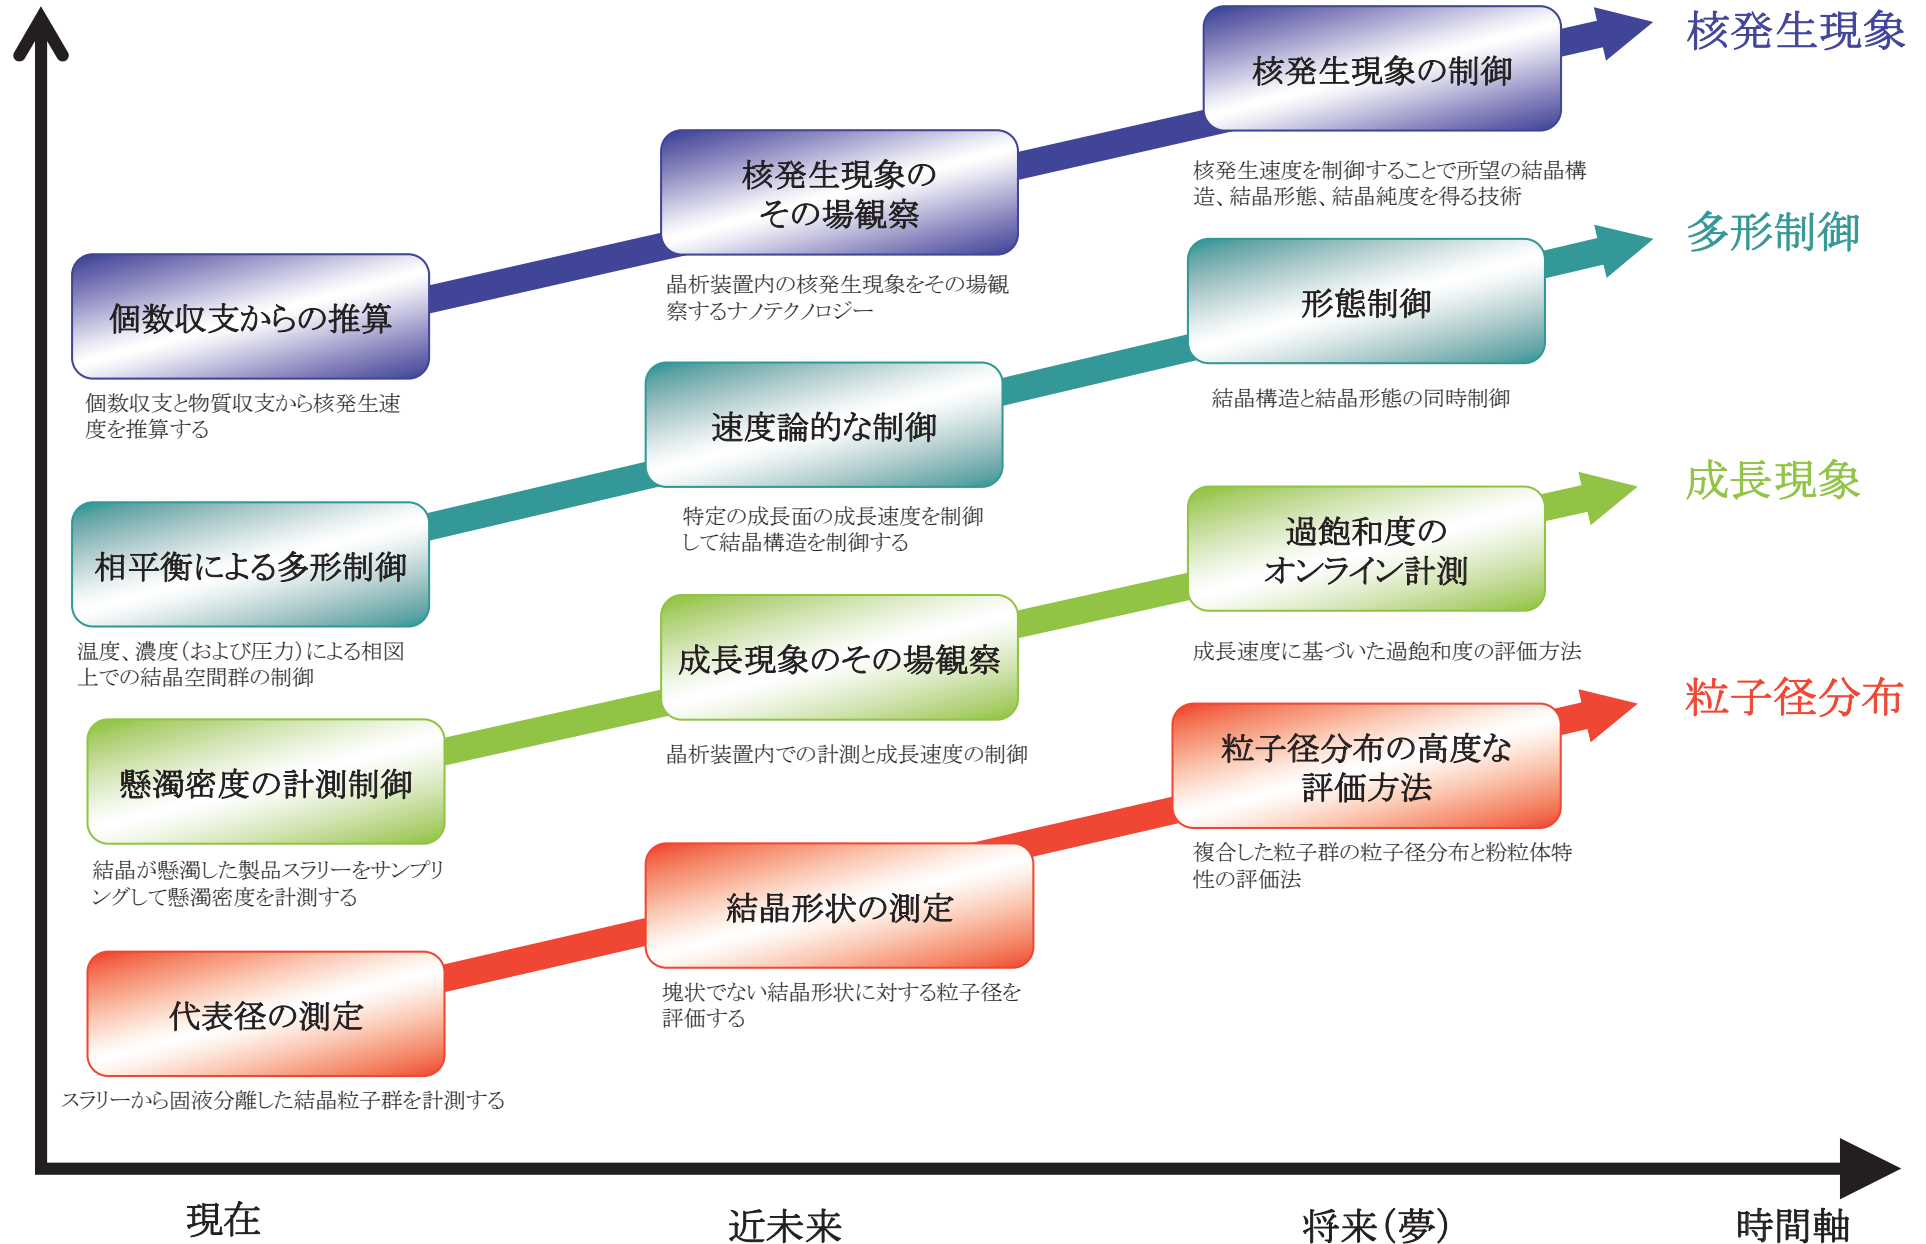 核発生現象
核発生現象の制御
核発生速度を制御することで所望の結晶構
造、結晶形態、結晶純度を得る技術
核発生現象の
その場観察
晶析装置内の核発生現象をその場観
察するナノテクノロジー
個数収支からの推算
個数収支と物質収支から核発生速
度を推算する
多形制御
形態制御
結晶構造と結晶形態の同時制御
速度論的な制御
特定の成長面の成長速度を制御
して結晶構造を制御する
相平衡による多形制御
温度、濃度(および圧力)による相図
上での結晶空間群の制御
成長現象
過飽和度の
オンライン計測
成長速度に基づいた過飽和度の評価方法
成長現象のその場観察
晶析装置内での計測と成長速度の制御
懸濁密度の計測制御
結晶が懸濁した製品スラリーをサンプリ
ングして懸濁密度を計測する
粒子径分布
粒子径分布の高度な
評価方法
複合した粒子群の粒子径分布と粉粒体特
性の評価法
結晶形状の測定
塊状でない結晶形状に対する粒子径を
評価する
代表径の測定
スラリーから固液分離した結晶粒子群を計測する
現在
近未来
将来(夢)
時間軸